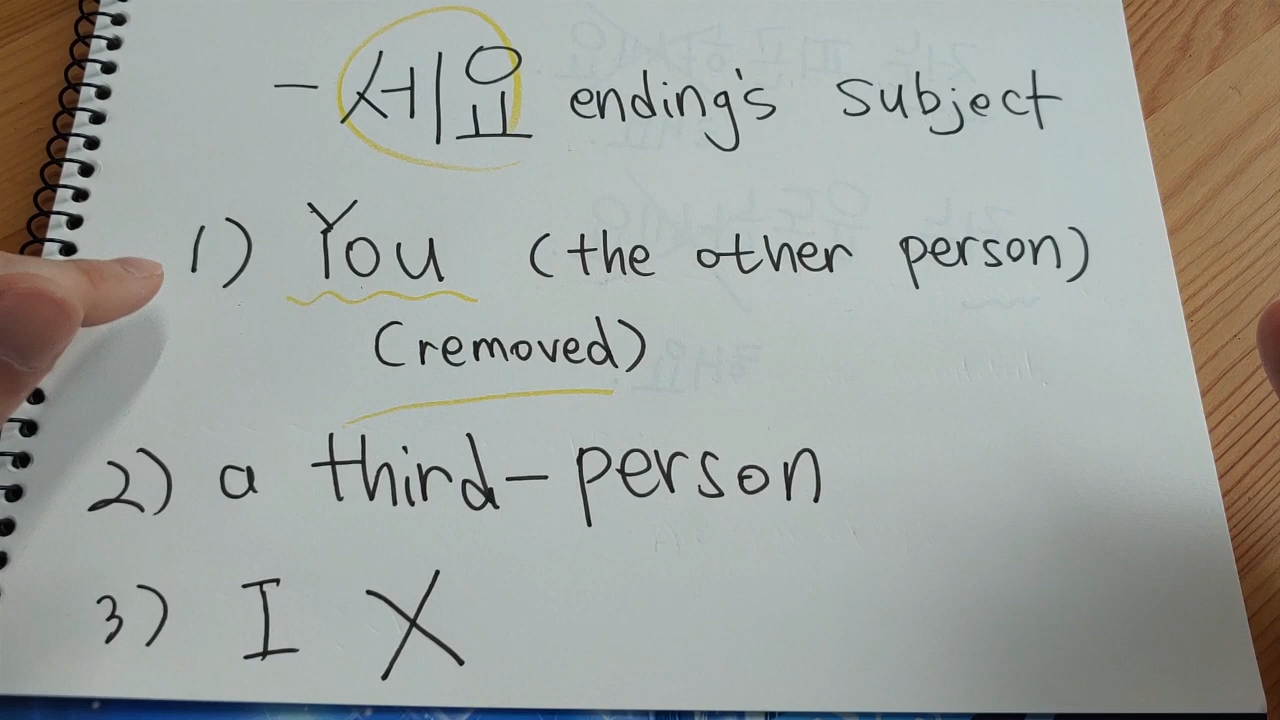 - 세요 ending's subject
1) You (the other person)
(removed)
2) a third-person
3) I X